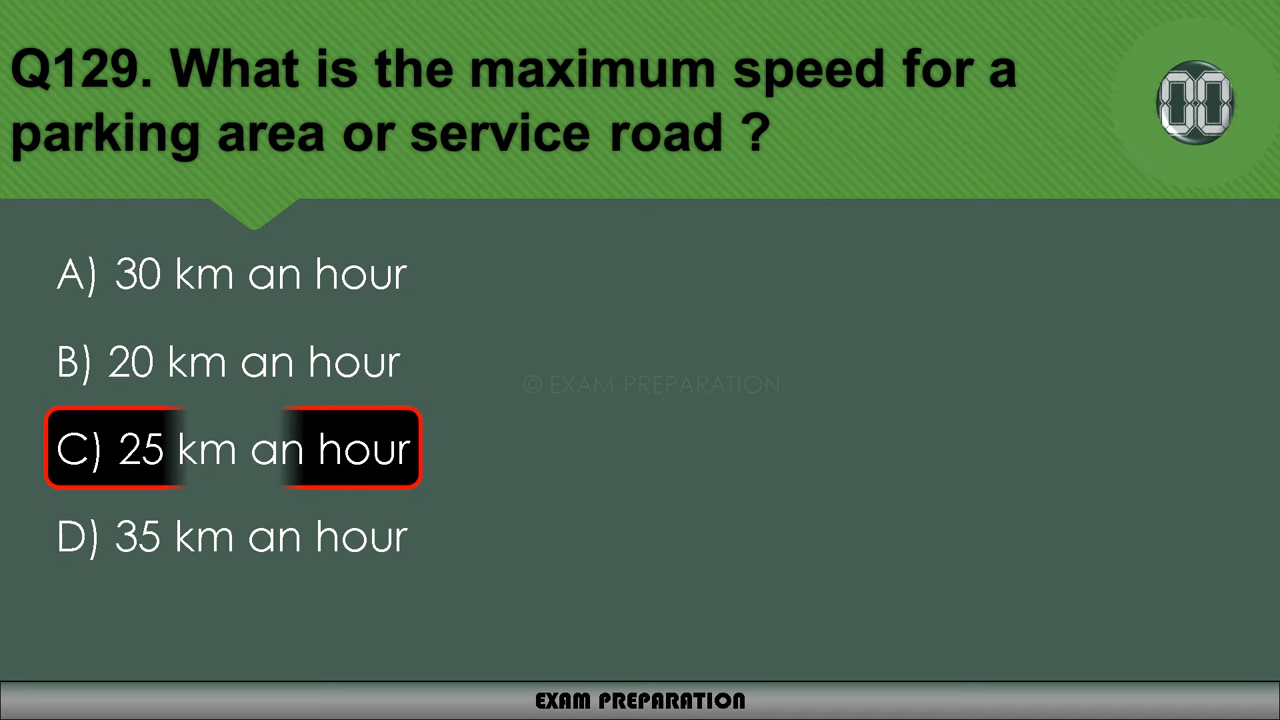 Q129. What is the maximum speed for a
parking area or service road ?
00
A) 30 km an hour
B) 20 km an hour
© EXAM PREPARATION
C) 25 km an hour
D) 35 km an hour
EXAM PREPARATION